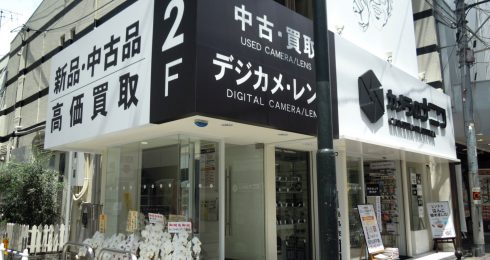 新品・中古品
高価買取
2
F
中古・買取
USED CAMERA/LENS
デジカメ・レン
DIGITAL CAMERA/LEN
カメラのナニワ